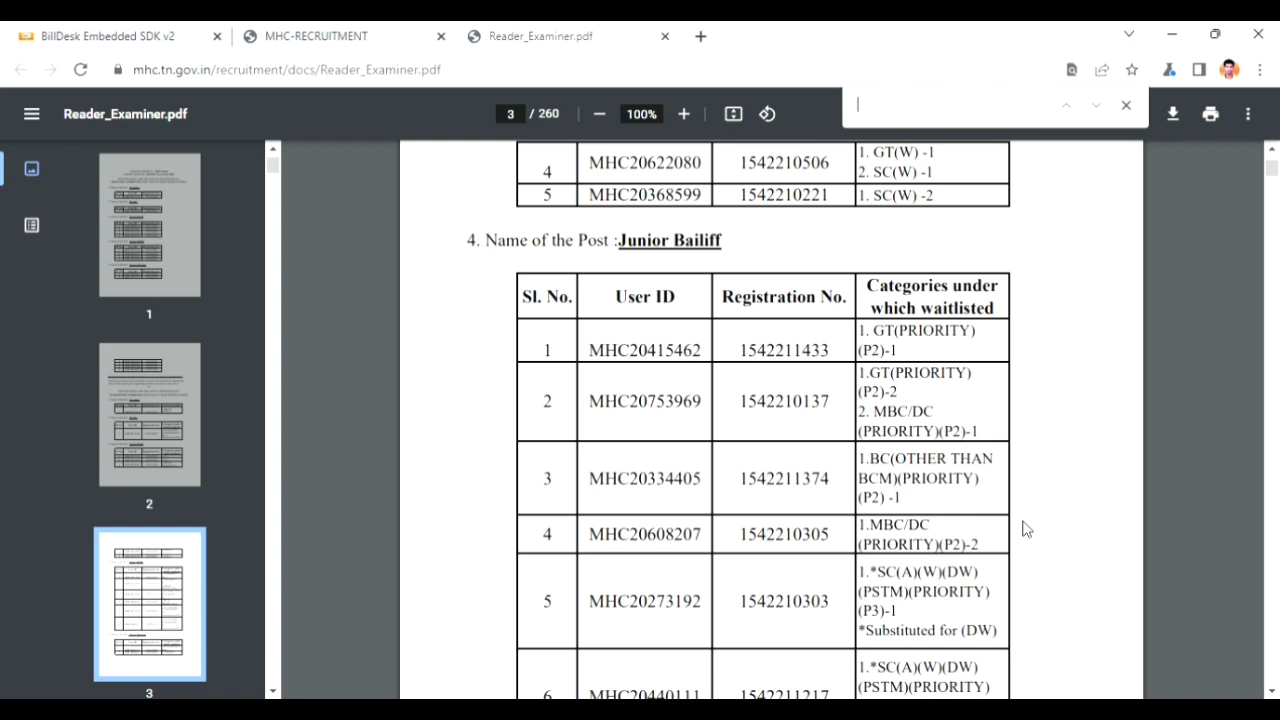 BillDesk Embedded SDK v2
MHC-RECRUITMENT
Reader_Examiner.pdf
mhc.tn.gov.in/recruitment/docs/Reader_Examiner.pdf
Reader_Examiner.pdf
3 / 260
100%
4 MHC20622080 1542210506 1. GT(W) -1
2. SC(W) -1
5 MHC20368599 1542210221 1. SC(W) -2
4. Name of the Post :Junior Bailiff
Sl. No. User ID Registration No. Categories under
which waitlisted
1 MHC20415462 1542211433 1. GT(PRIORITY)
(P2)-1
2 MHC20753969 1542210137 1.GT(PRIORITY)
(P2)-2
2. MBC/DC
(PRIORITY)(P2)-1
3 MHC20334405 1542211374 1.BC(OTHER THAN
BCM)(PRIORITY)
(P2) -1
4 MHC20608207 1542210305 1.MBC/DC
(PRIORITY)(P2)-2
5 MHC20273192 1542210303 1.*SC(A)(W)(DW)
(PSTM)(PRIORITY)
(P3)-1
*Substituted for (DW)
6 MHC20440111 1542211217 1.*SC(A)(W)(DW)
(PSTM)(PRIORITY)
1
2
3